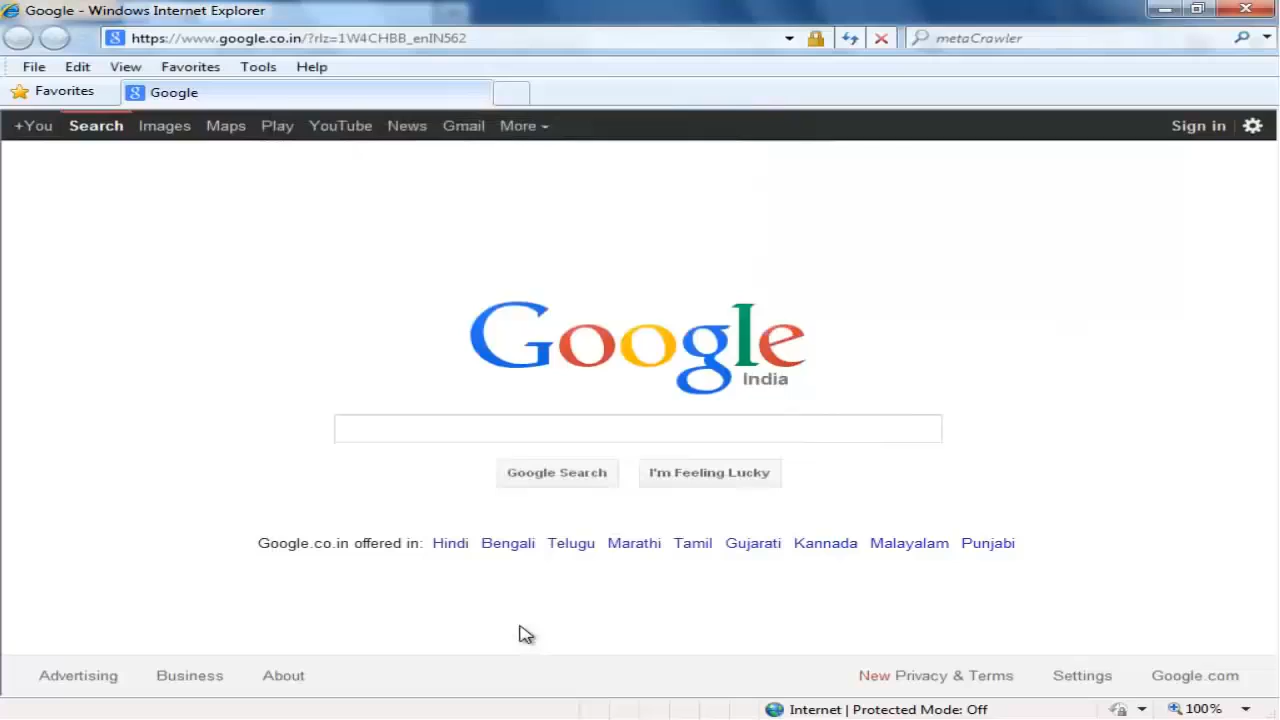 Google - Windows Internet Explorer
https://www.google.co.in/?rlz=1W4CHBB_enIN562
metaCrawler
File Edit View Favorites Tools Help
Favorites
Google
+You Search Images Maps Play YouTube News Gmail More
Sign in
Google
India
Google Search
I'm Feeling Lucky
Google.co.in offered in: Hindi Bengali Telugu Marathi Tamil Gujarati Kannada Malayalam Punjabi
Advertising Business About
New Privacy & Terms Settings Google.com
Internet | Protected Mode: Off
100%